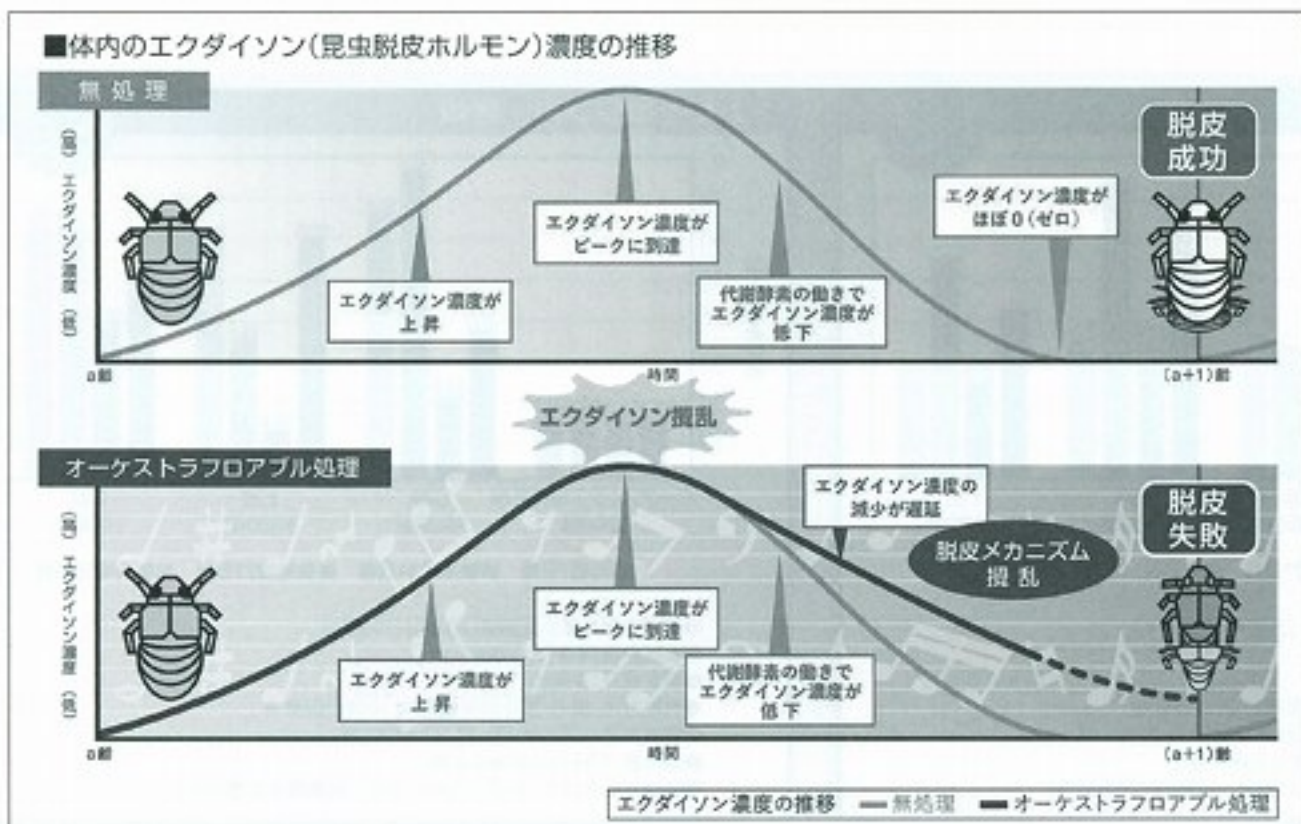 ■体内のエクダイソン(昆虫脱皮ホルモン)濃度の推移
無処理
(高) エクダイソン濃度 (低)
エクダイソン濃度が
上昇
エクダイソン濃度が
ピークに到達
代謝酵素の働きで
エクダイソン濃度が
低下
エクダイソン濃度が
ほぼ0(ゼロ)
脱皮
成功
a齢
時間
(a+1)齢
エクダイソン撹乱
オーケストラフロアブル処理
(高) エクダイソン濃度 (低)
エクダイソン濃度が
上昇
エクダイソン濃度が
ピークに到達
代謝酵素の働きで
エクダイソン濃度が
低下
エクダイソン濃度の
減少が遅延
脱皮メカニズム
撹乱
脱皮
失敗
a齢
時間
(a+1)齢
エクダイソン濃度の推移 無処理 オーケストラフロアブル処理